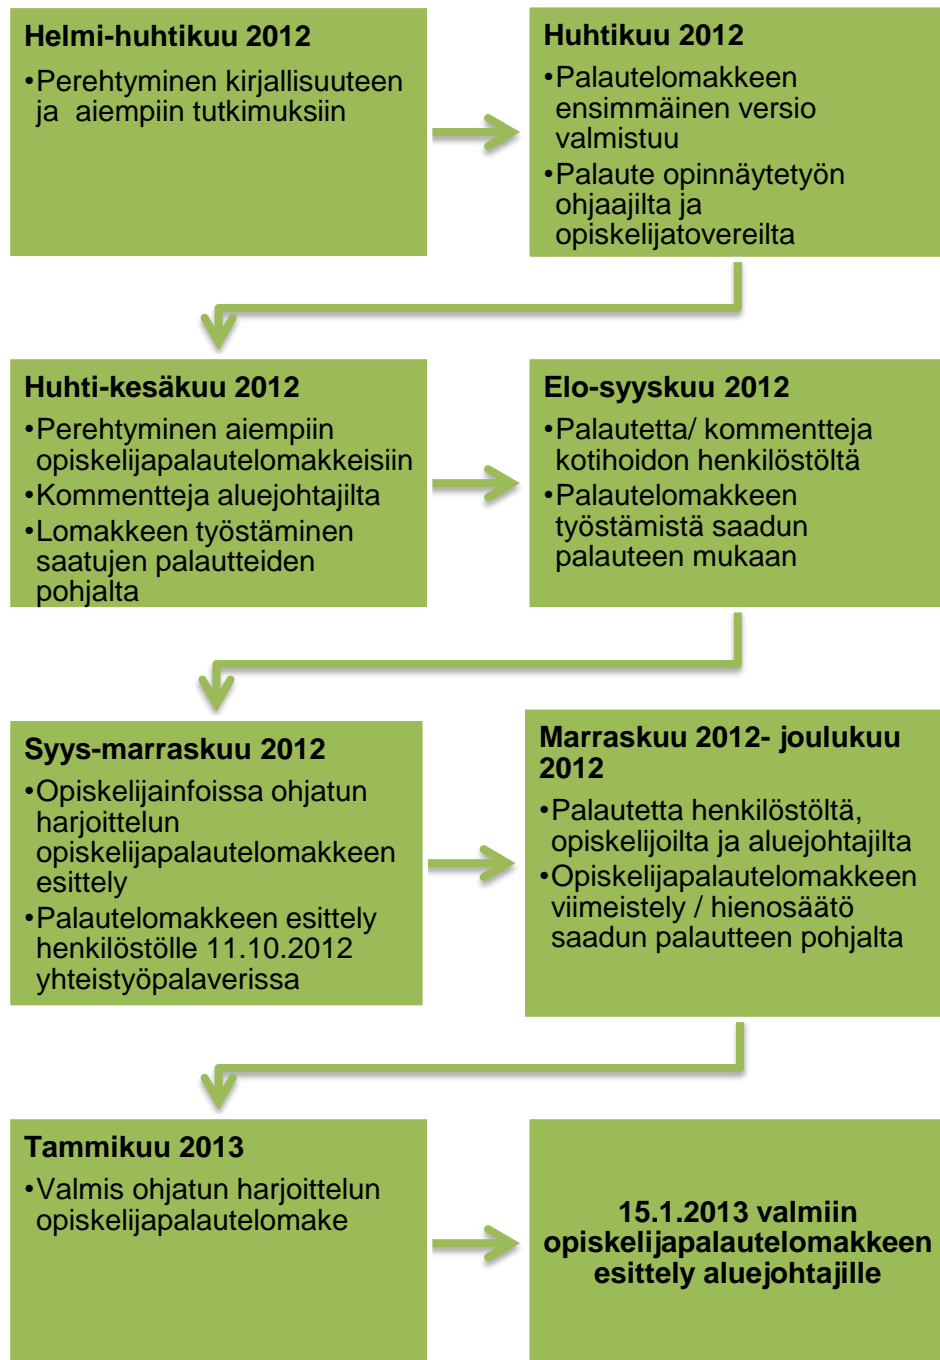 Helmi-huhtikuu 2012
•Perehtyminen kirjallisuuteen
ja aiempiin tutkimuksiin
Huhtikuu 2012
•Palautelomakkeen
ensimmäinen versio
valmistuu
•Palaute opinnäytetyön
ohjaajilta ja
opiskelijatovereilta
Huhti-kesäkuu 2012
•Perehtyminen aiempiin
opiskelijapalautelomakkeisiin
•Kommentteja aluejohtajilta
•Lomakkeen työstäminen
saatujen palautteiden
pohjalta
Elo-syyskuu 2012
•Palautetta/ kommentteja
kotihoidon henkilöstöltä
•Palautelomakkeen
työstämistä saadun
palauteen mukaan
Syys-marraskuu 2012
•Opiskelijainfoissa ohjatun
harjoittelun
opiskelijapalautelomakkeen
esittely
•Palautelomakkeen esittely
henkilöstölle 11.10.2012
yhteistyöpalaverissa
Marraskuu 2012- joulukuu
2012
•Palautetta henkilöstöltä,
opiskelijoilta ja aluejohtajilta
•Opiskelijapalautelomakkeen
viimeistely / hienosäätö
saadun palautteen pohjalta
Tammikuu 2013
•Valmis ohjatun harjoittelun
opiskelijapalautelomake
15.1.2013 valmiin
opiskelijapalautelomakkeen
esittely aluejohtajille